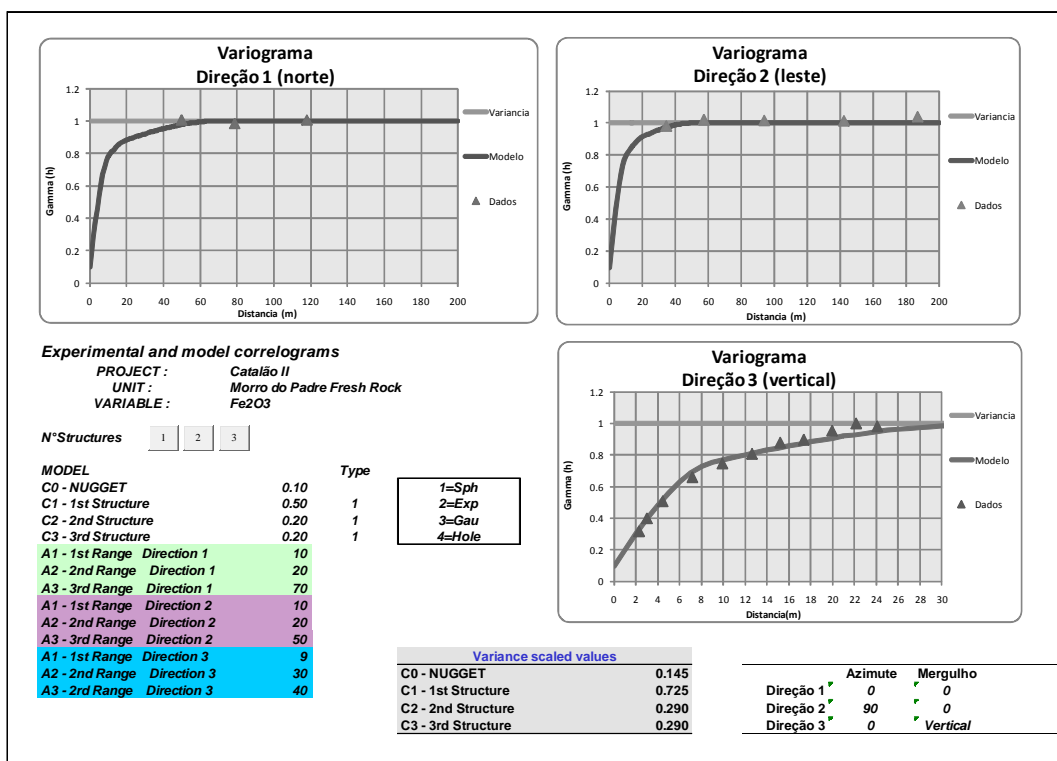 Variograma
Direção 1 (norte)
1.2
1
0.8
0.6
0.4
0.2
0
Gamma (h)
0 20 40 60 80 100 120 140 160 180 200
Distancia (m)
Variancia
Modelo
Dados
Variograma
Direção 2 (leste)
1.2
1
0.8
0.6
0.4
0.2
0
Gamma (h)
0 20 40 60 80 100 120 140 160 180 200
Distancia (m)
Variancia
Modelo
Dados
Experimental and model correlograms
PROJECT : Catalão II
UNIT : Morro do Padre Fresh Rock
VARIABLE : Fe2O3
N°Structures 1 2 3
MODEL Type
C0 - NUGGET 0.10
C1 - 1st Structure 0.50 1
C2 - 2nd Structure 0.20 1
C3 - 3rd Structure 0.20 1
1=Sph
2=Exp
3=Gau
4=Hole
A1 - 1st Range Direction 1 10
A2 - 2nd Range Direction 1 20
A3 - 3rd Range Direction 1 70
A1 - 1st Range Direction 2 10
A2 - 2nd Range Direction 2 20
A3 - 3rd Range Direction 2 50
A1 - 1st Range Direction 3 9
A2 - 2nd Range Direction 3 30
A3 - 2rd Range Direction 3 40
Variograma
Direção 3 (vertical)
1.2
1
0.8
0.6
0.4
0.2
0
Gamma (h)
0 2 4 6 8 10 12 14 16 18 20 22 24 26 28 30
Distancia(m)
Variancia
Modelo
Dados
Variance scaled values
C0 - NUGGET 0.145
C1 - 1st Structure 0.725
C2 - 2nd Structure 0.290
C3 - 3rd Structure 0.290
Azimute Mergulho
Direção 1 0 0
Direção 2 90 0
Direção 3 0 Vertical